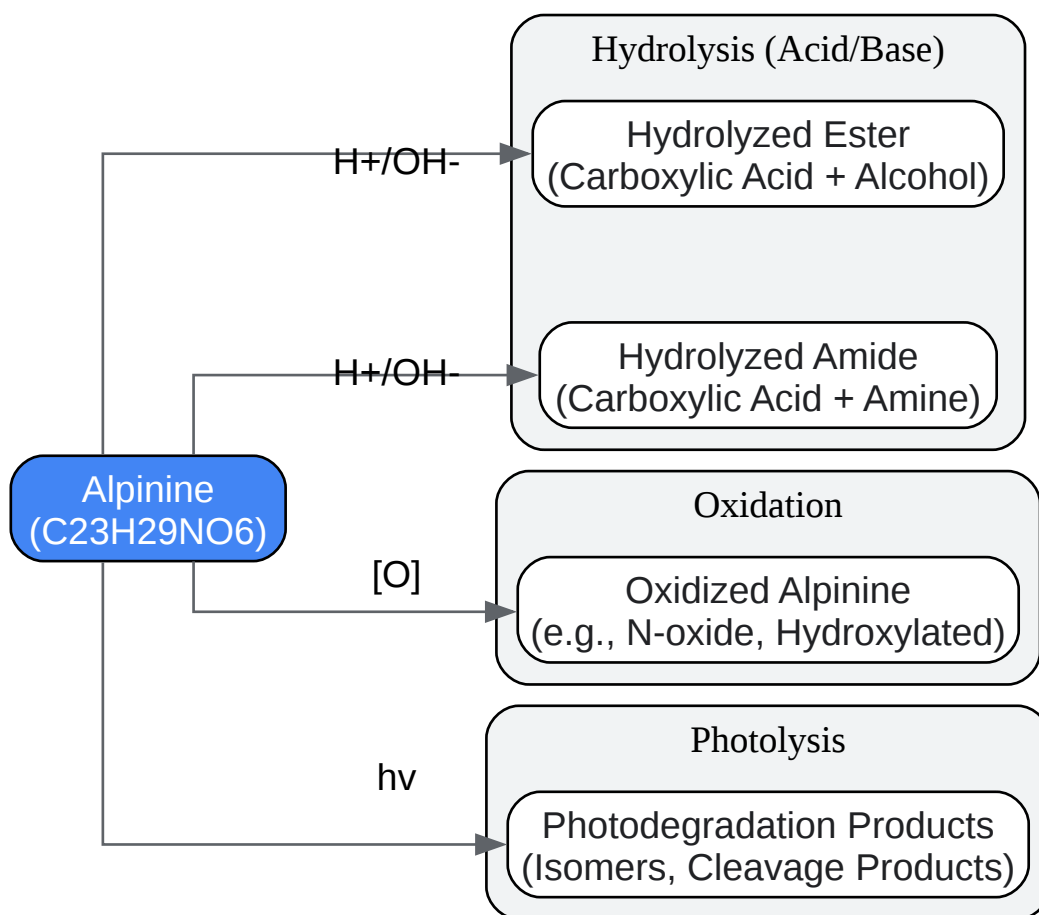 Hydrolysis (Acid/Base)
Hydrolyzed Ester
(Carboxylic Acid + Alcohol)
H+/OH-
Hydrolyzed Amide
(Carboxylic Acid + Amine)
H+/OH-
Alpinine
(C23H29NO6)
Oxidation
[O]
Oxidized Alpinine
(e.g., N-oxide, Hydroxylated)
Photolysis
hv
Photodegradation Products
(Isomers, Cleavage Products)